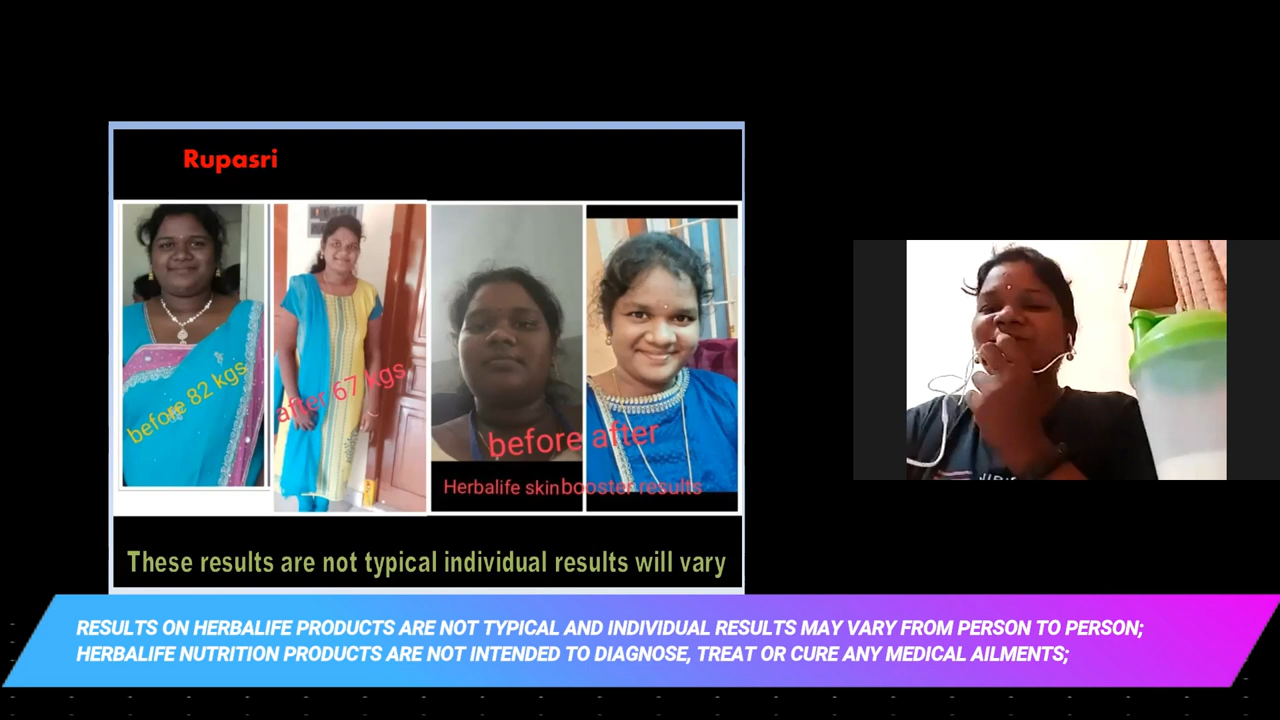 Rupasri
before 82 kgs
after 67 kgs
before after
Herbalife skin booster results
These results are not typical individual results will vary
RESULTS ON HERBALIFE PRODUCTS ARE NOT TYPICAL AND INDIVIDUAL RESULTS MAY VARY FROM PERSON TO PERSON;
HERBALIFE NUTRITION PRODUCTS ARE NOT INTENDED TO DIAGNOSE, TREAT OR CURE ANY MEDICAL AILMENTS;